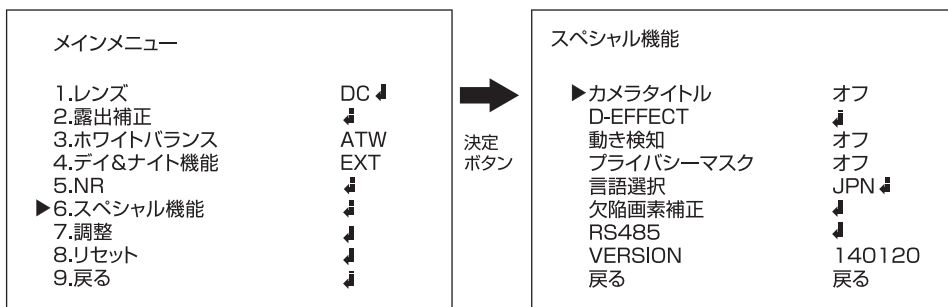 メインメニュー
1.レンズ DC ↲
2.露出補正 ↲
3.ホワイトバランス ATW
4.デイ&ナイト機能 EXT
5.NR ↲
▶6.スペシャル機能 ↲
7.調整 ↲
8.リセット ↲
9.戻る ↲
決定
ボタン
スペシャル機能
▶カメラタイトル オフ
D-EFFECT ↲
動き検知 オフ
プライバシーマスク オフ
言語選択 JPN ↲
欠陥画素補正 ↲
RS485 ↲
VERSION 140120
戻る 戻る